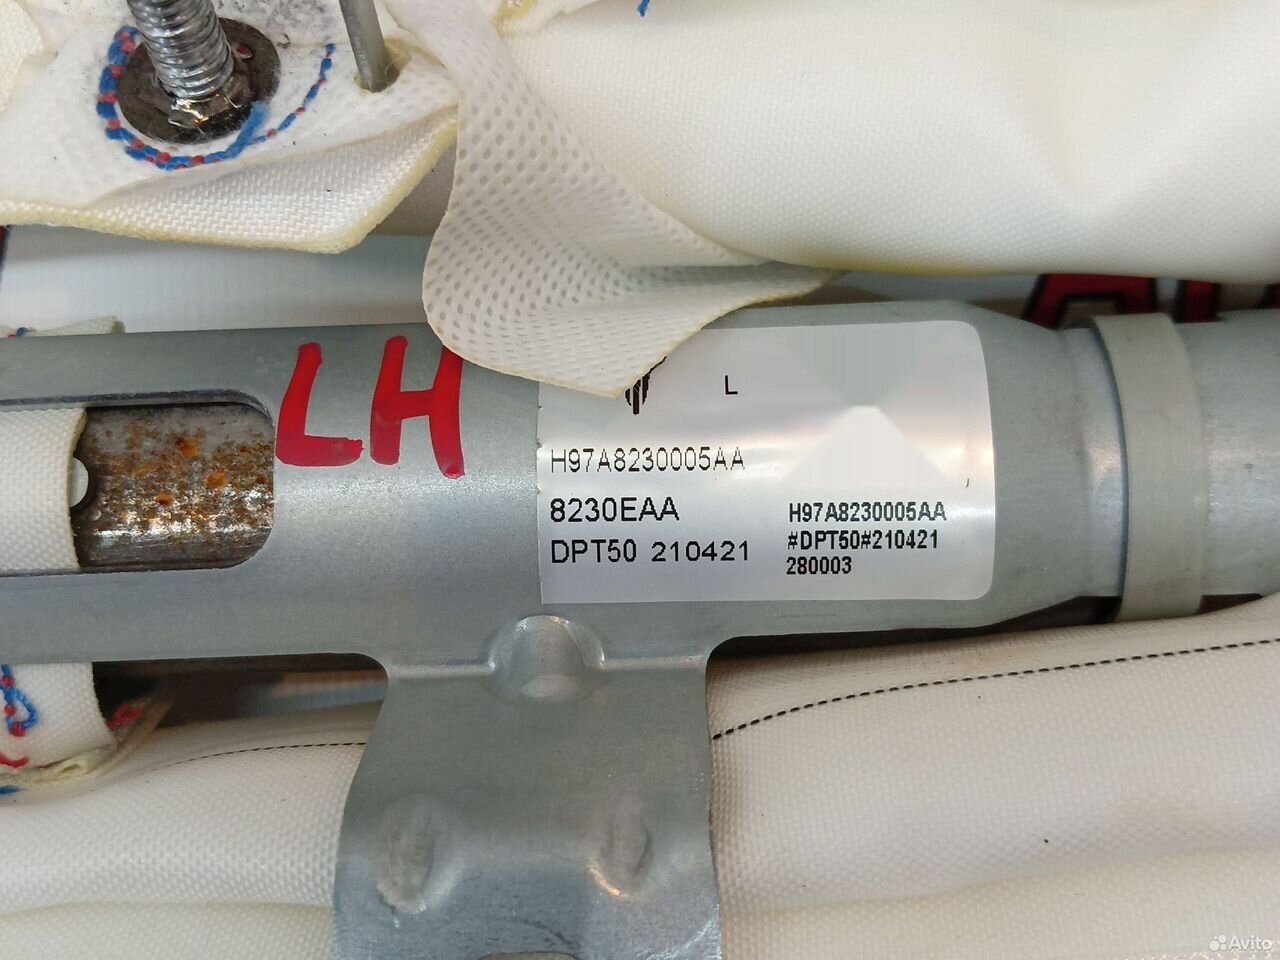 LH
L
H97A8230005AA
8230EAA
DPT50 210421
H97A8230005AA
#DPT50#210421
280003
Avito